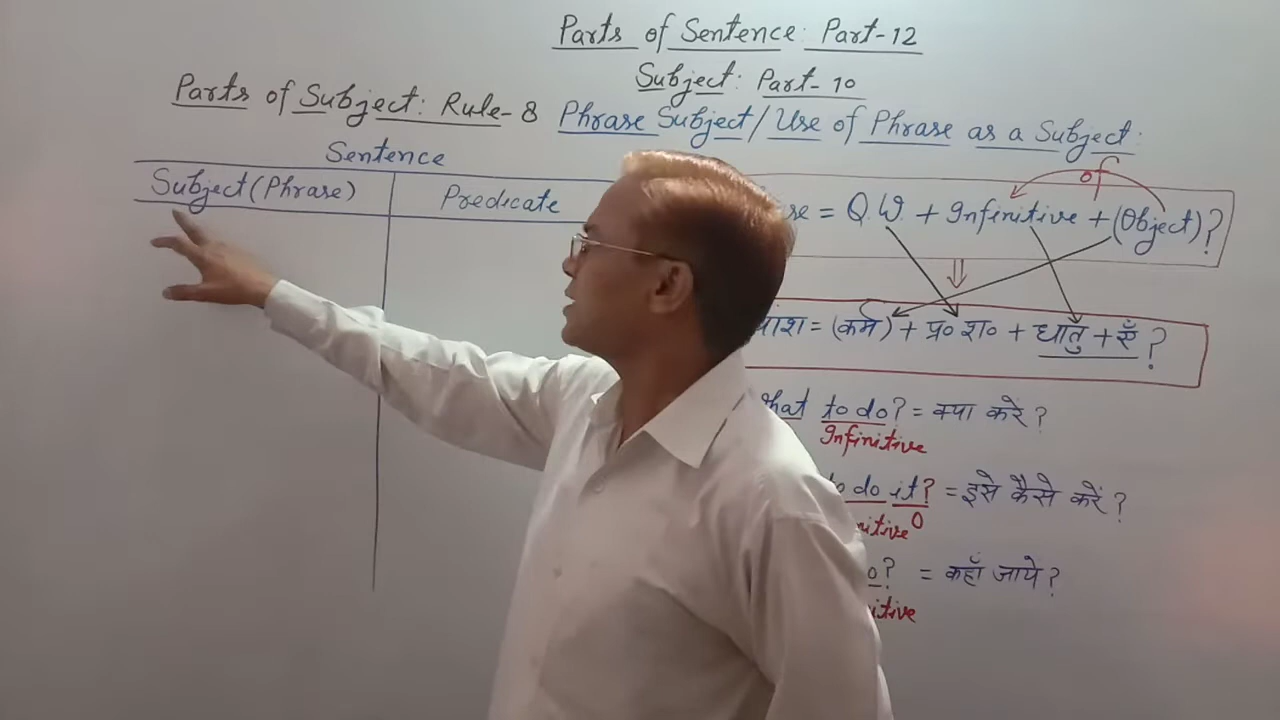 Parts of Sentence: Part-12
Subject: Part-10
Parts of Subject: Rule-8 Phrase Subject/Use of Phrase as a Subject:
Sentence
Subject (Phrase) Predicate
of
= Q.W. + Infinitive + (Object)?
= (कर्म) + प्र० श० + धातु + एँ ?
to do? = क्या करें ?
Infinitive
do it? = इसे कैसे करें ?
O
= कहाँ जाये ?